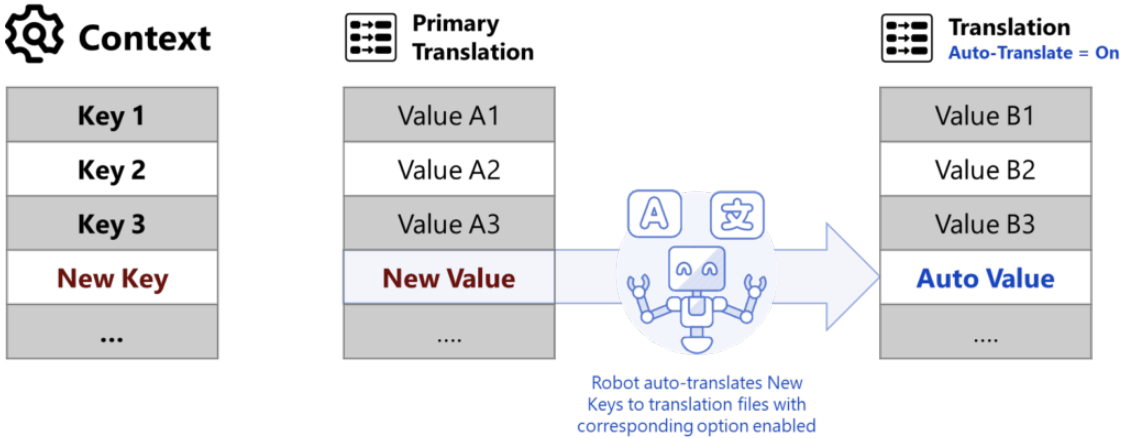 Context
Primary
Translation
Translation
Auto-Translate = On
Key 1
Value A1
Value B1
Key 2
Value A2
Value B2
Key 3
Value A3
Value B3
A 文
New Key
New Value
Auto Value
...
....
....
Robot auto-translates New
Keys to translation files with
corresponding option enabled